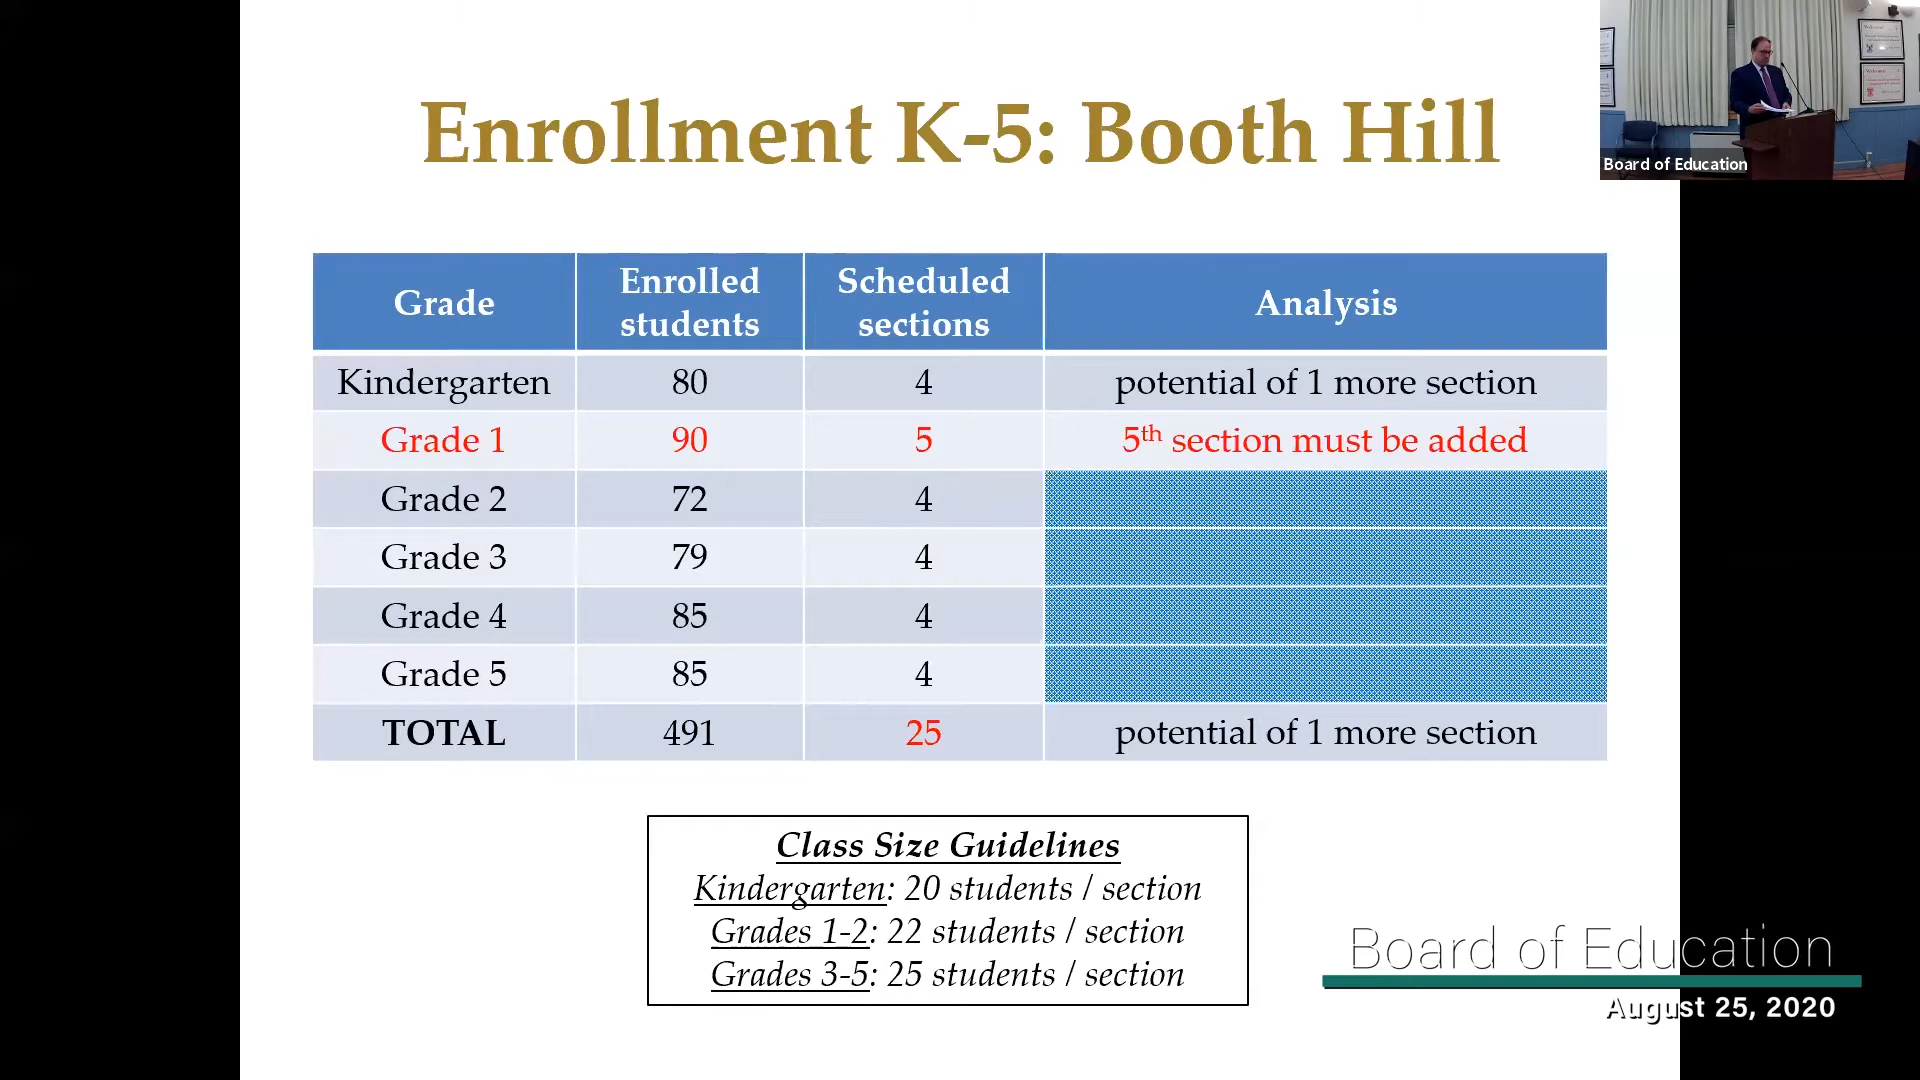 Enrollment K-5: Booth Hill
Board of Education
Grade Enrolled students Scheduled sections Analysis
Kindergarten 80 4 potential of 1 more section
Grade 1 90 5 5th section must be added
Grade 2 72 4
Grade 3 79 4
Grade 4 85 4
Grade 5 85 4
TOTAL 491 25 potential of 1 more section
Class Size Guidelines
Kindergarten: 20 students / section
Grades 1-2: 22 students / section
Grades 3-5: 25 students / section
Board of Education
August 25, 2020